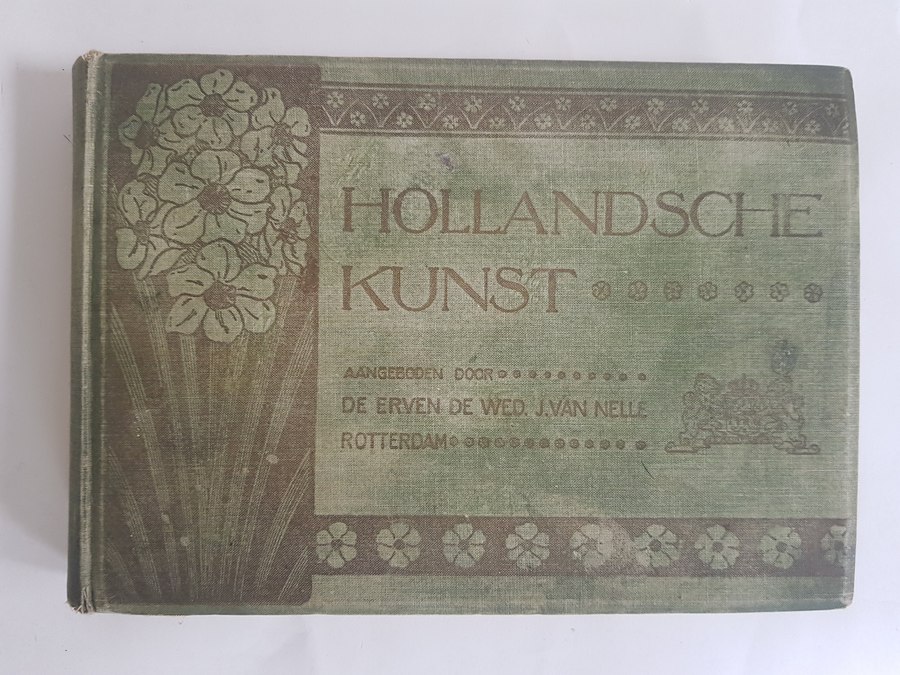 HOLLANDSCHE
KUNST
AANGEBODEN DOOR
DE ERVEN DE WED. J. VAN NELLE
ROTTERDAM